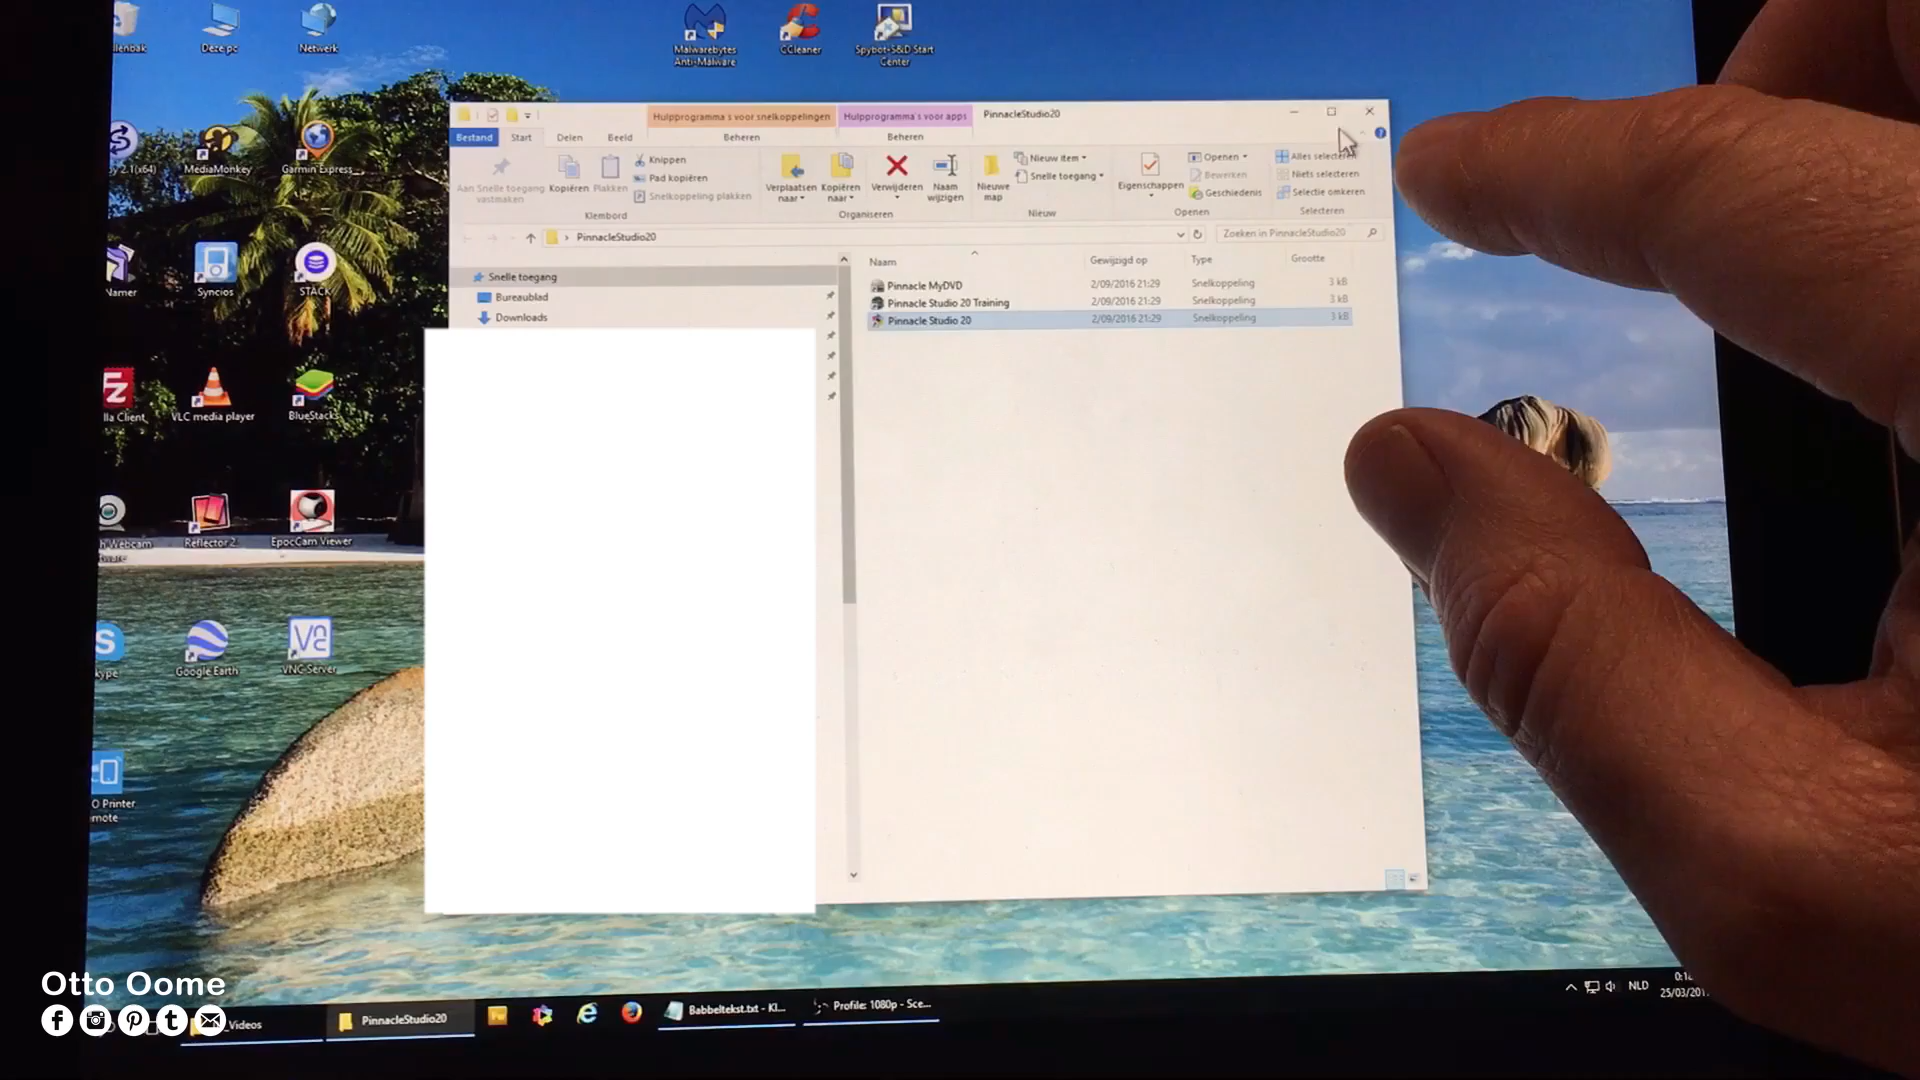 Deze pc
Netwerk
Malwarebytes
Anti-Malware
CCleaner
Spybot-S&D Start
Center
MediaMonkey
Garmin Express
Syncios
STACK
VLC media player
BlueStacks
Reflector 2
EpocCam Viewer
Google Earth
VNC Server
Hulpprogramma's voor snelkoppelingen
Hulpprogramma's voor apps
PinnacleStudio20
Bestand
Start
Delen
Beeld
Beheren
Beheren
Aan Snelle toegang
vastmaken
Kopiëren
Plakken
Knippen
Pad kopiëren
Snelkoppeling plakken
Klembord
Verplaatsen
naar
Kopiëren
naar
Verwijderen
Naam
wijzigen
Organiseren
Nieuwe
map
Nieuw item
Snelle toegang
Nieuw
Eigenschappen
Openen
Bewerken
Geschiedenis
Openen
Alles selecteren
Niets selecteren
Selectie omkeren
Selecteren
PinnacleStudio20
Zoeken in PinnacleStudio20
Snelle toegang
Bureaublad
Downloads
Naam Gewijzigd op Type Grootte
Pinnacle MyDVD 2/09/2016 21:29 Snelkoppeling 3 kB
Pinnacle Studio 20 Training 2/09/2016 21:29 Snelkoppeling 3 kB
Pinnacle Studio 20 2/09/2016 21:29 Snelkoppeling 3 kB
Otto Oome
_Videos
PinnacleStudio20
Babbeltekst.txt - Kl...
Profile: 1080p - Sce...
NLD